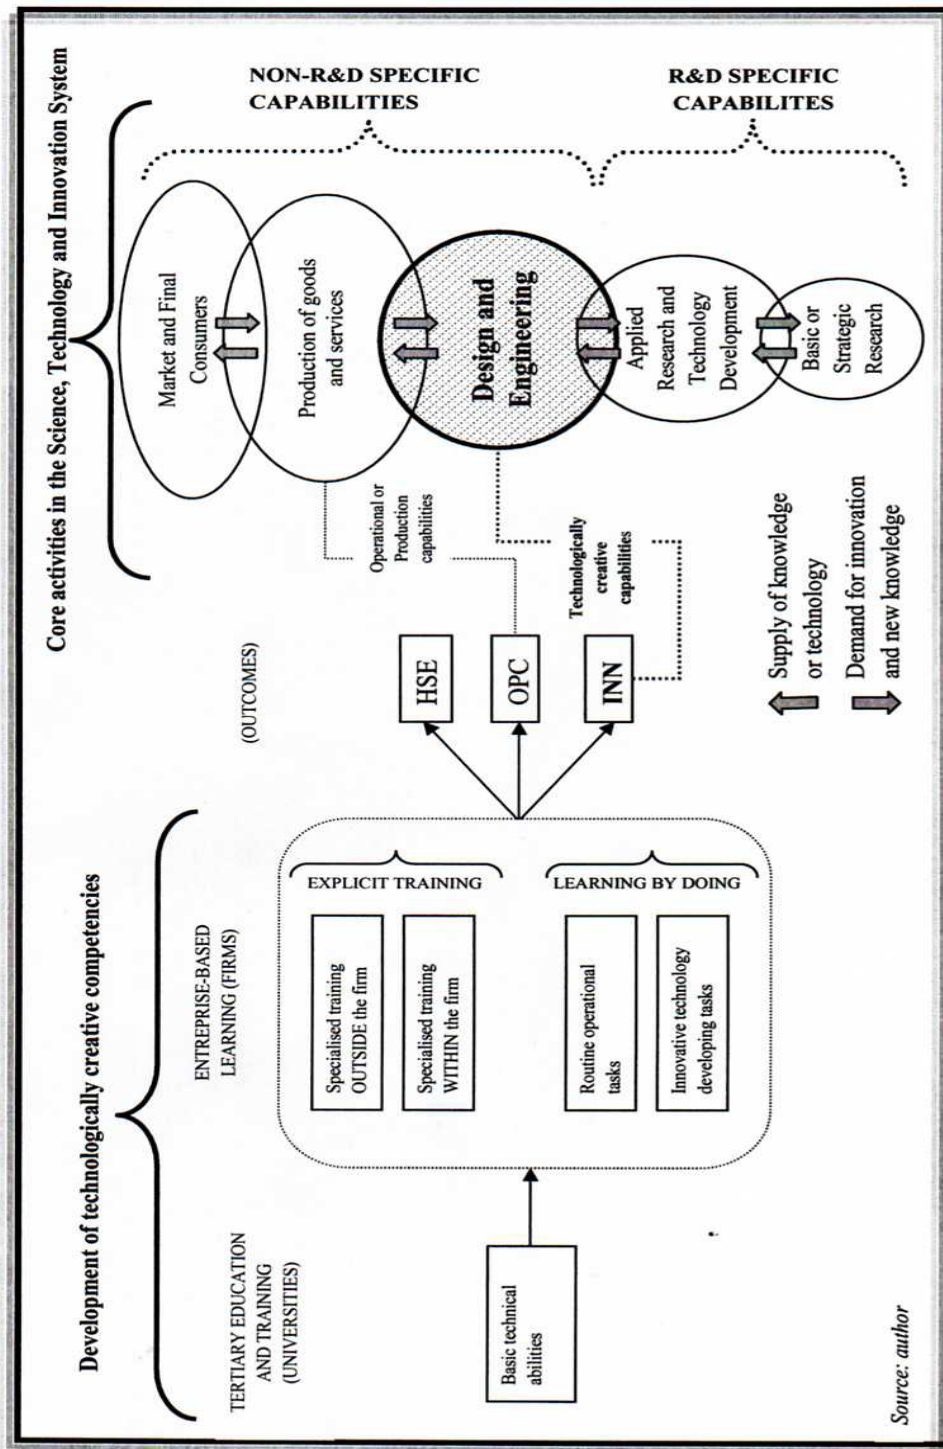 Development of technologically creative competencies
Core activities in the Science, Technology and Innovation System
TERTIARY EDUCATION
AND TRAINING
(UNIVERSITIES)
ENTREPRISE-BASED
LEARNING (FIRMS)
(OUTCOMES)
Basic technical
abilities
Specialised training
OUTSIDE the firm
Specialised training
WITHIN the firm
EXPLICIT TRAINING
Routine operational
tasks
Innovative technology
developing tasks
LEARNING BY DOING
HSE
OPC
INN
Operational or
Production
capabilities
Technologically
creative
capabilities
Market and Final
Consumers
Production of goods
and services
Design and
Engineering
Applied
Research and
Technology
Development
Basic or
Strategic
Research
NON-R&D SPECIFIC
CAPABILITIES
R&D SPECIFIC
CAPABILITES
Supply of knowledge
or technology
Demand for innovation
and new knowledge
Source: author